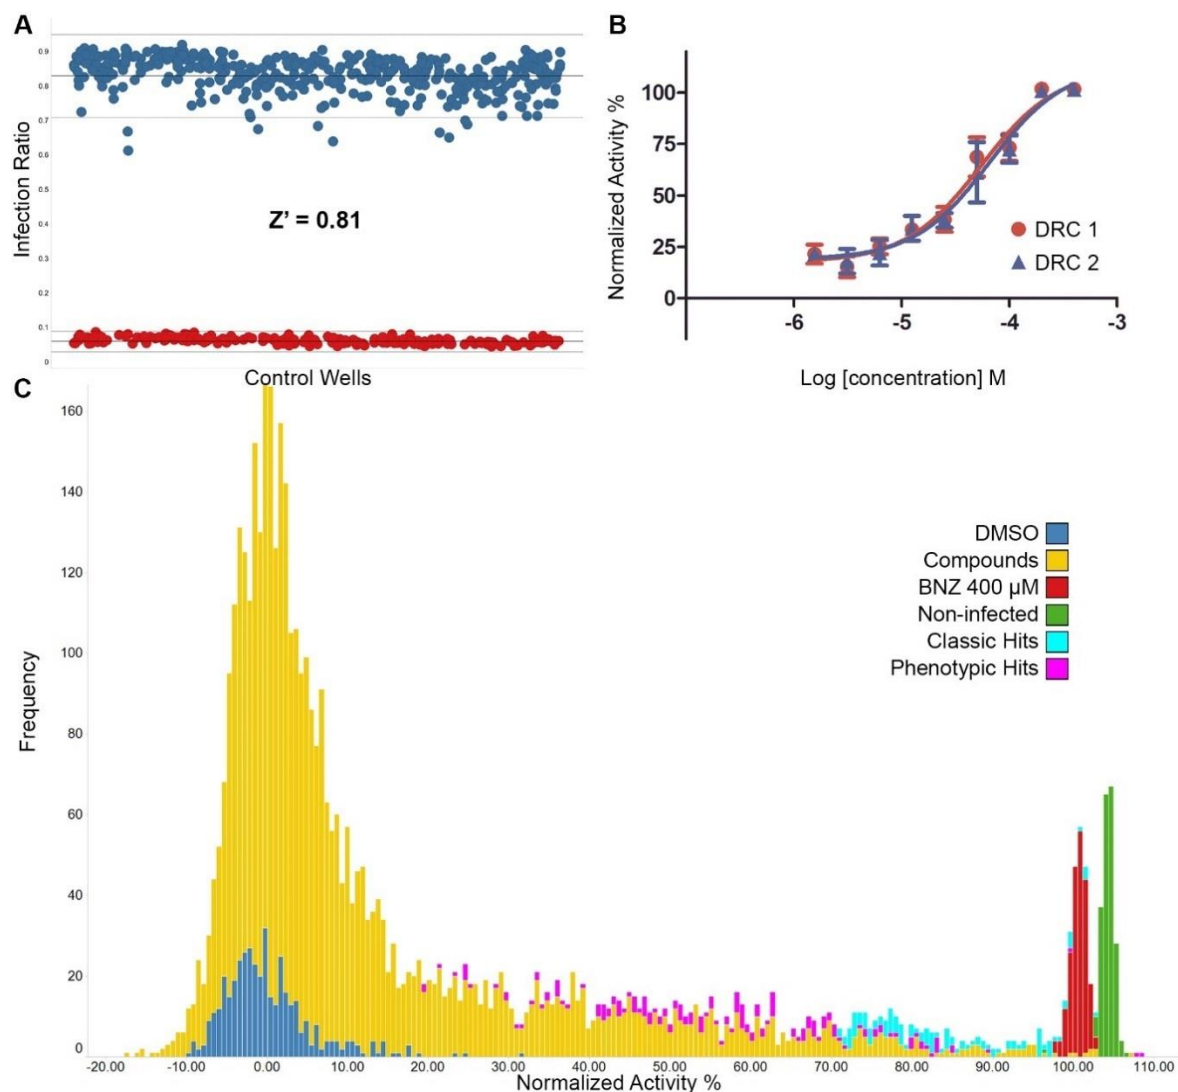 A
0.9
0.8
0.7
0.6
0.5
0.4
0.3
0.2
0.1
0
Infection Ratio
Z’ = 0.81
Control Wells
B
100
75
50
25
0
Normalized Activity %
DRC 1
DRC 2
-6 -5 -4 -3
Log [concentration] M
C
160
140
120
100
80
60
40
20
0
Frequency
DMSO
Compounds
BNZ 400 µM
Non-infected
Classic Hits
Phenotypic Hits
-20.00 -10.00 0.00 10.00 20.00 30.00 40.00 50.00 60.00 70.00 80.00 90.00 100.00 110.00
Normalized Activity %